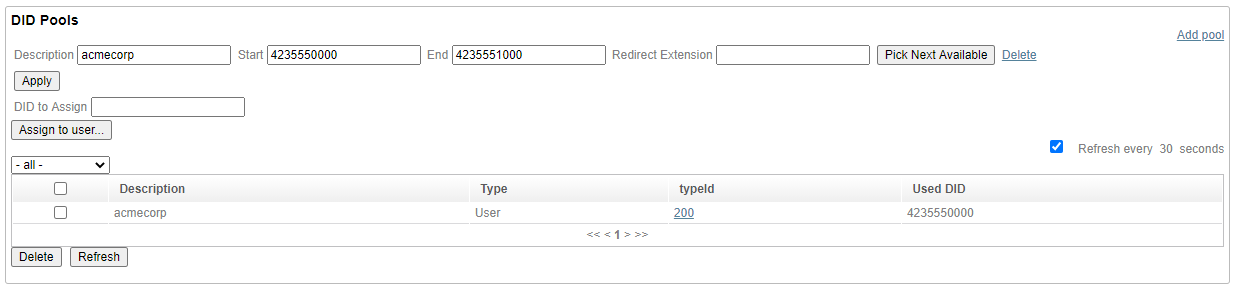 DID Pools
Add pool
Description acmecorp Start 4235550000 End 4235551000 Redirect Extension Pick Next Available Delete
Apply
DID to Assign
Assign to user...
Refresh every 30 seconds
- all -
Description Type typeId Used DID
acmecorp User 200 4235550000
<< < 1 > >>
Delete Refresh